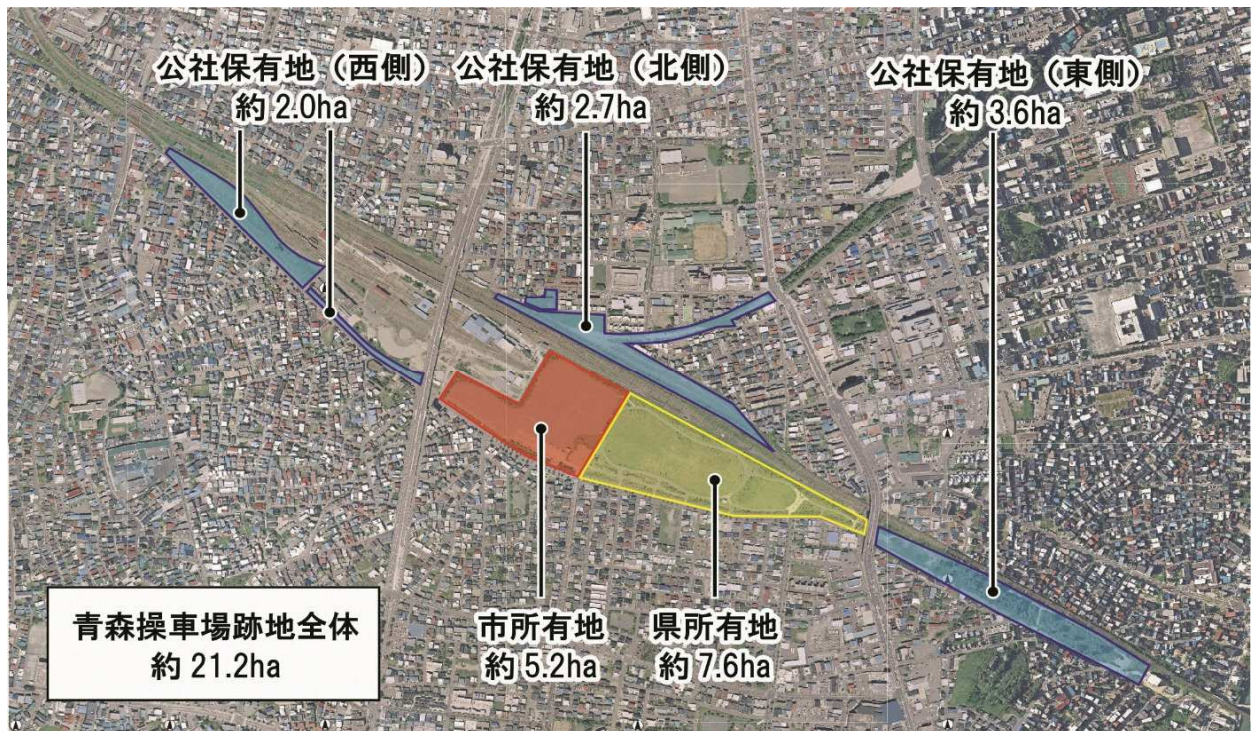 公社保有地（西側）
約2.0ha
公社保有地（北側）
約2.7ha
公社保有地（東側）
約3.6ha
市所有地
約5.2ha
県所有地
約7.6ha
青森操車場跡地全体
約21.2ha